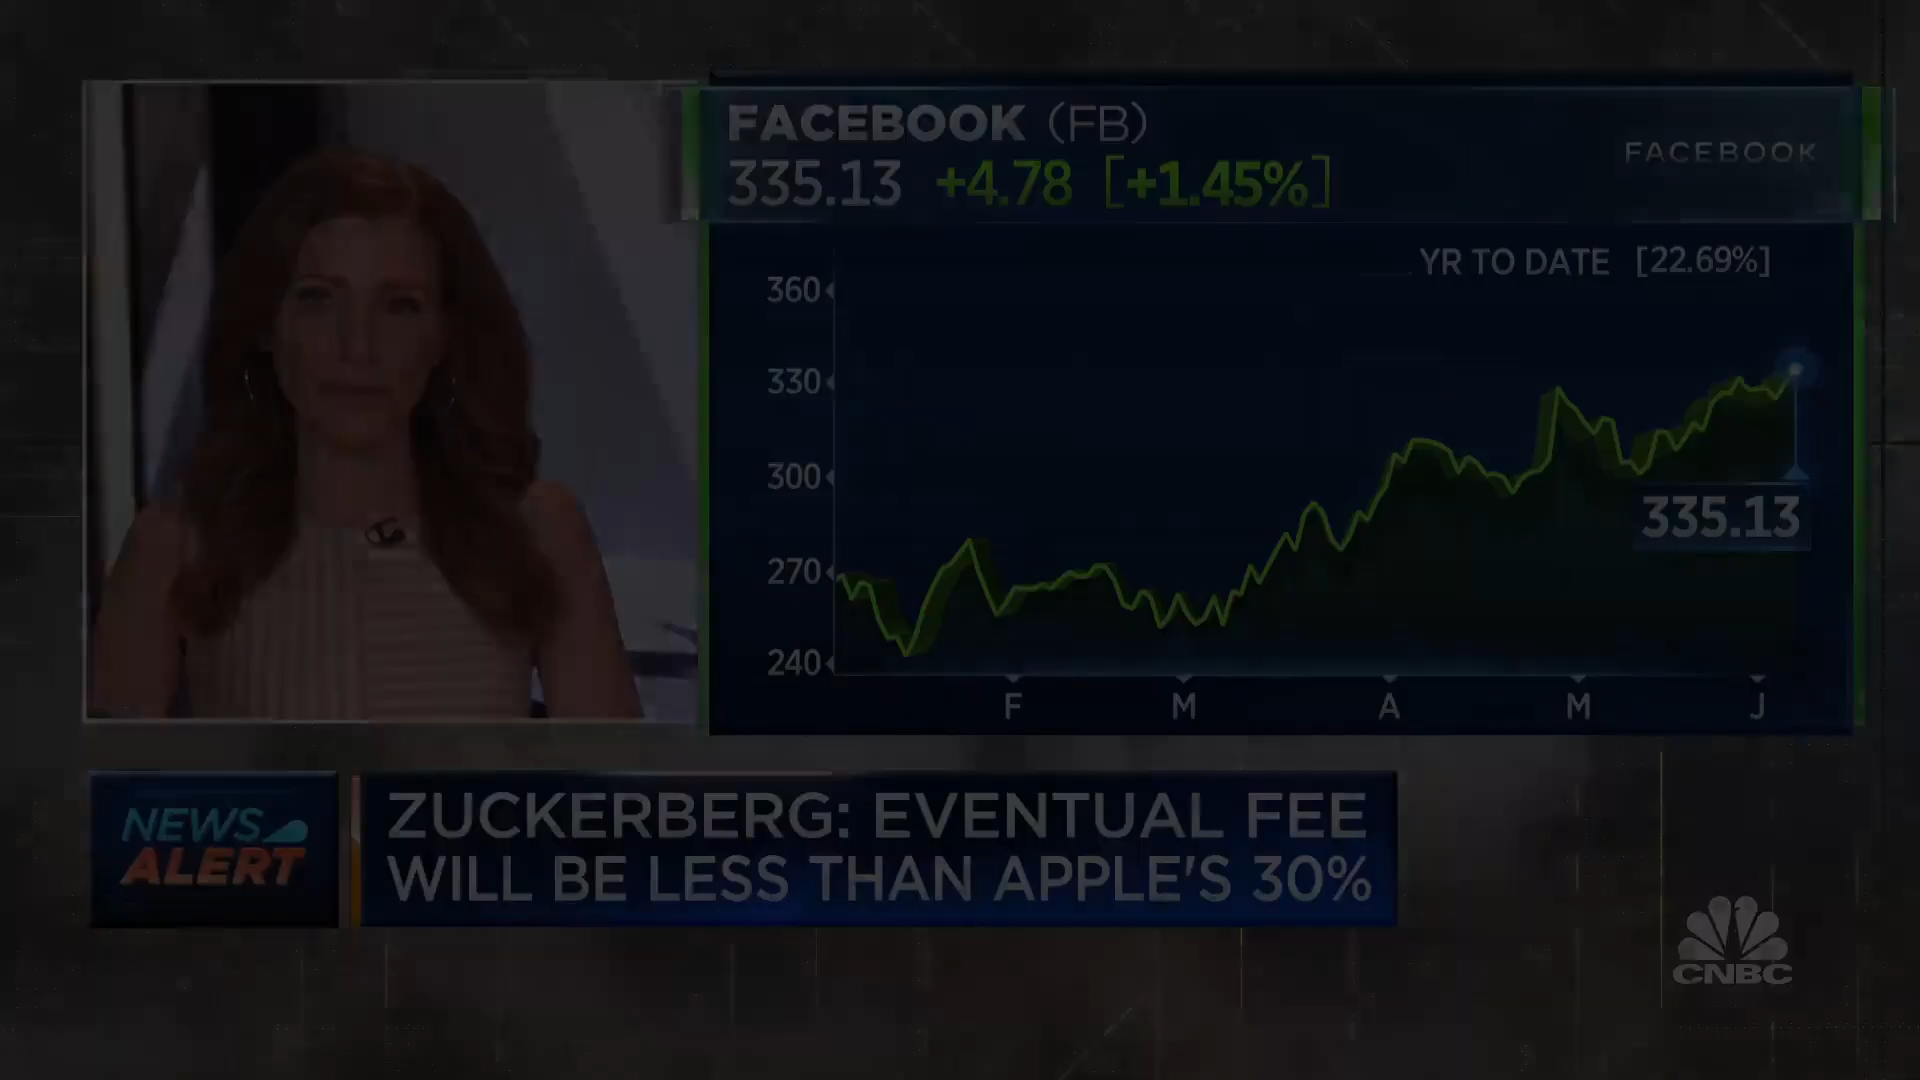 FACEBOOK (FB)
335.13 +4.78 [+1.45%]
FACEBOOK
YR TO DATE [22.69%]
360
330
300
270
240
335.13
F M A M J
NEWS
ALERT
ZUCKERBERG: EVENTUAL FEE
WILL BE LESS THAN APPLE'S 30%
CNBC